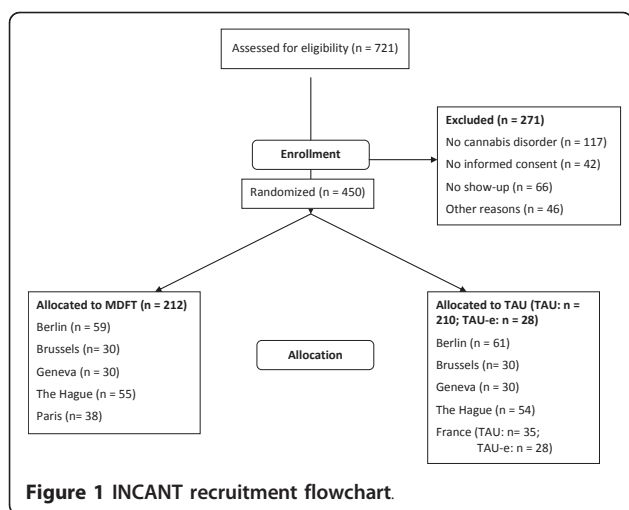 Assessed for eligibility (n = 721)
Excluded (n = 271)
No cannabis disorder (n = 117)
No informed consent (n = 42)
No show-up (n = 66)
Other reasons (n = 46)
Enrollment
Randomized (n = 450)
Allocated to MDFT (n = 212)
Berlin (n = 59)
Brussels (n= 30)
Geneva (n = 30)
The Hague (n = 55)
Paris (n= 38)
Allocation
Allocated to TAU (TAU: n =
210; TAU-e: n = 28)
Berlin (n = 61)
Brussels (n = 30)
Geneva (n = 30)
The Hague (n = 54)
France (TAU: n= 35;
TAU-e: n = 28)
Figure 1 INCANT recruitment flowchart.